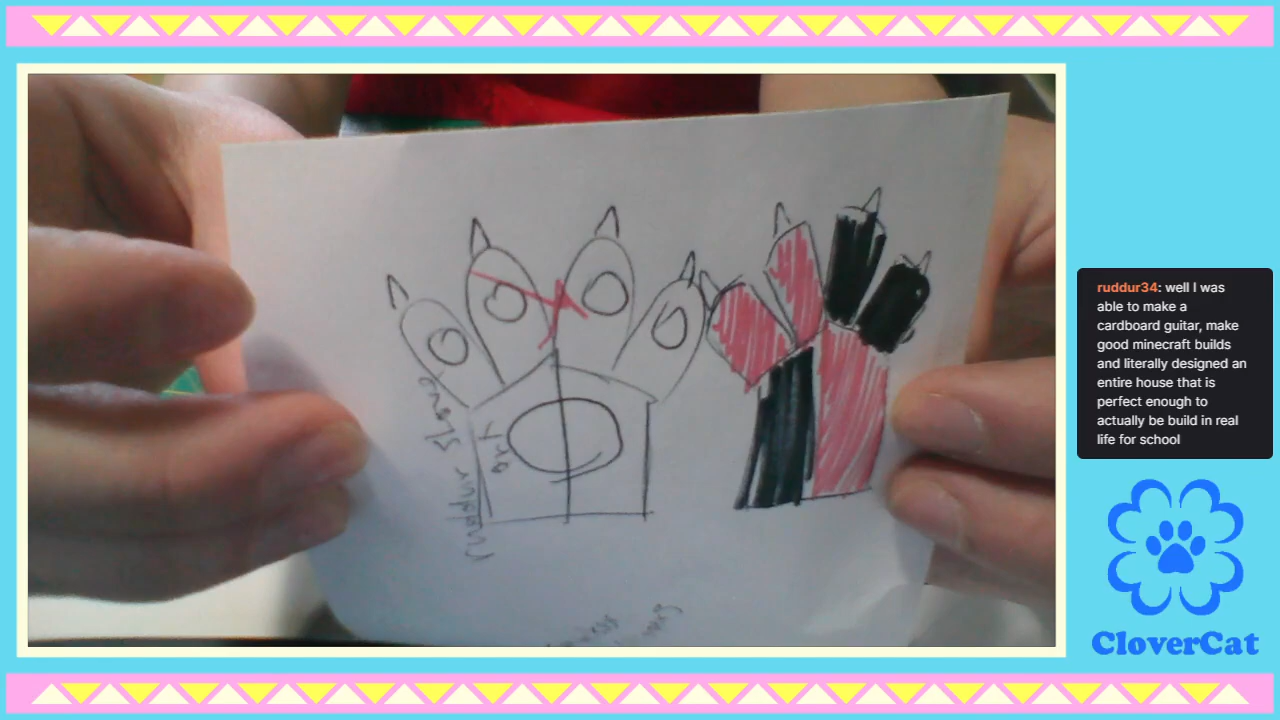 ruddur34: well I was
able to make a
cardboard guitar, make
good minecraft builds
and literally designed an
entire house that is
perfect enough to
actually be build in real
life for school
CloverCat